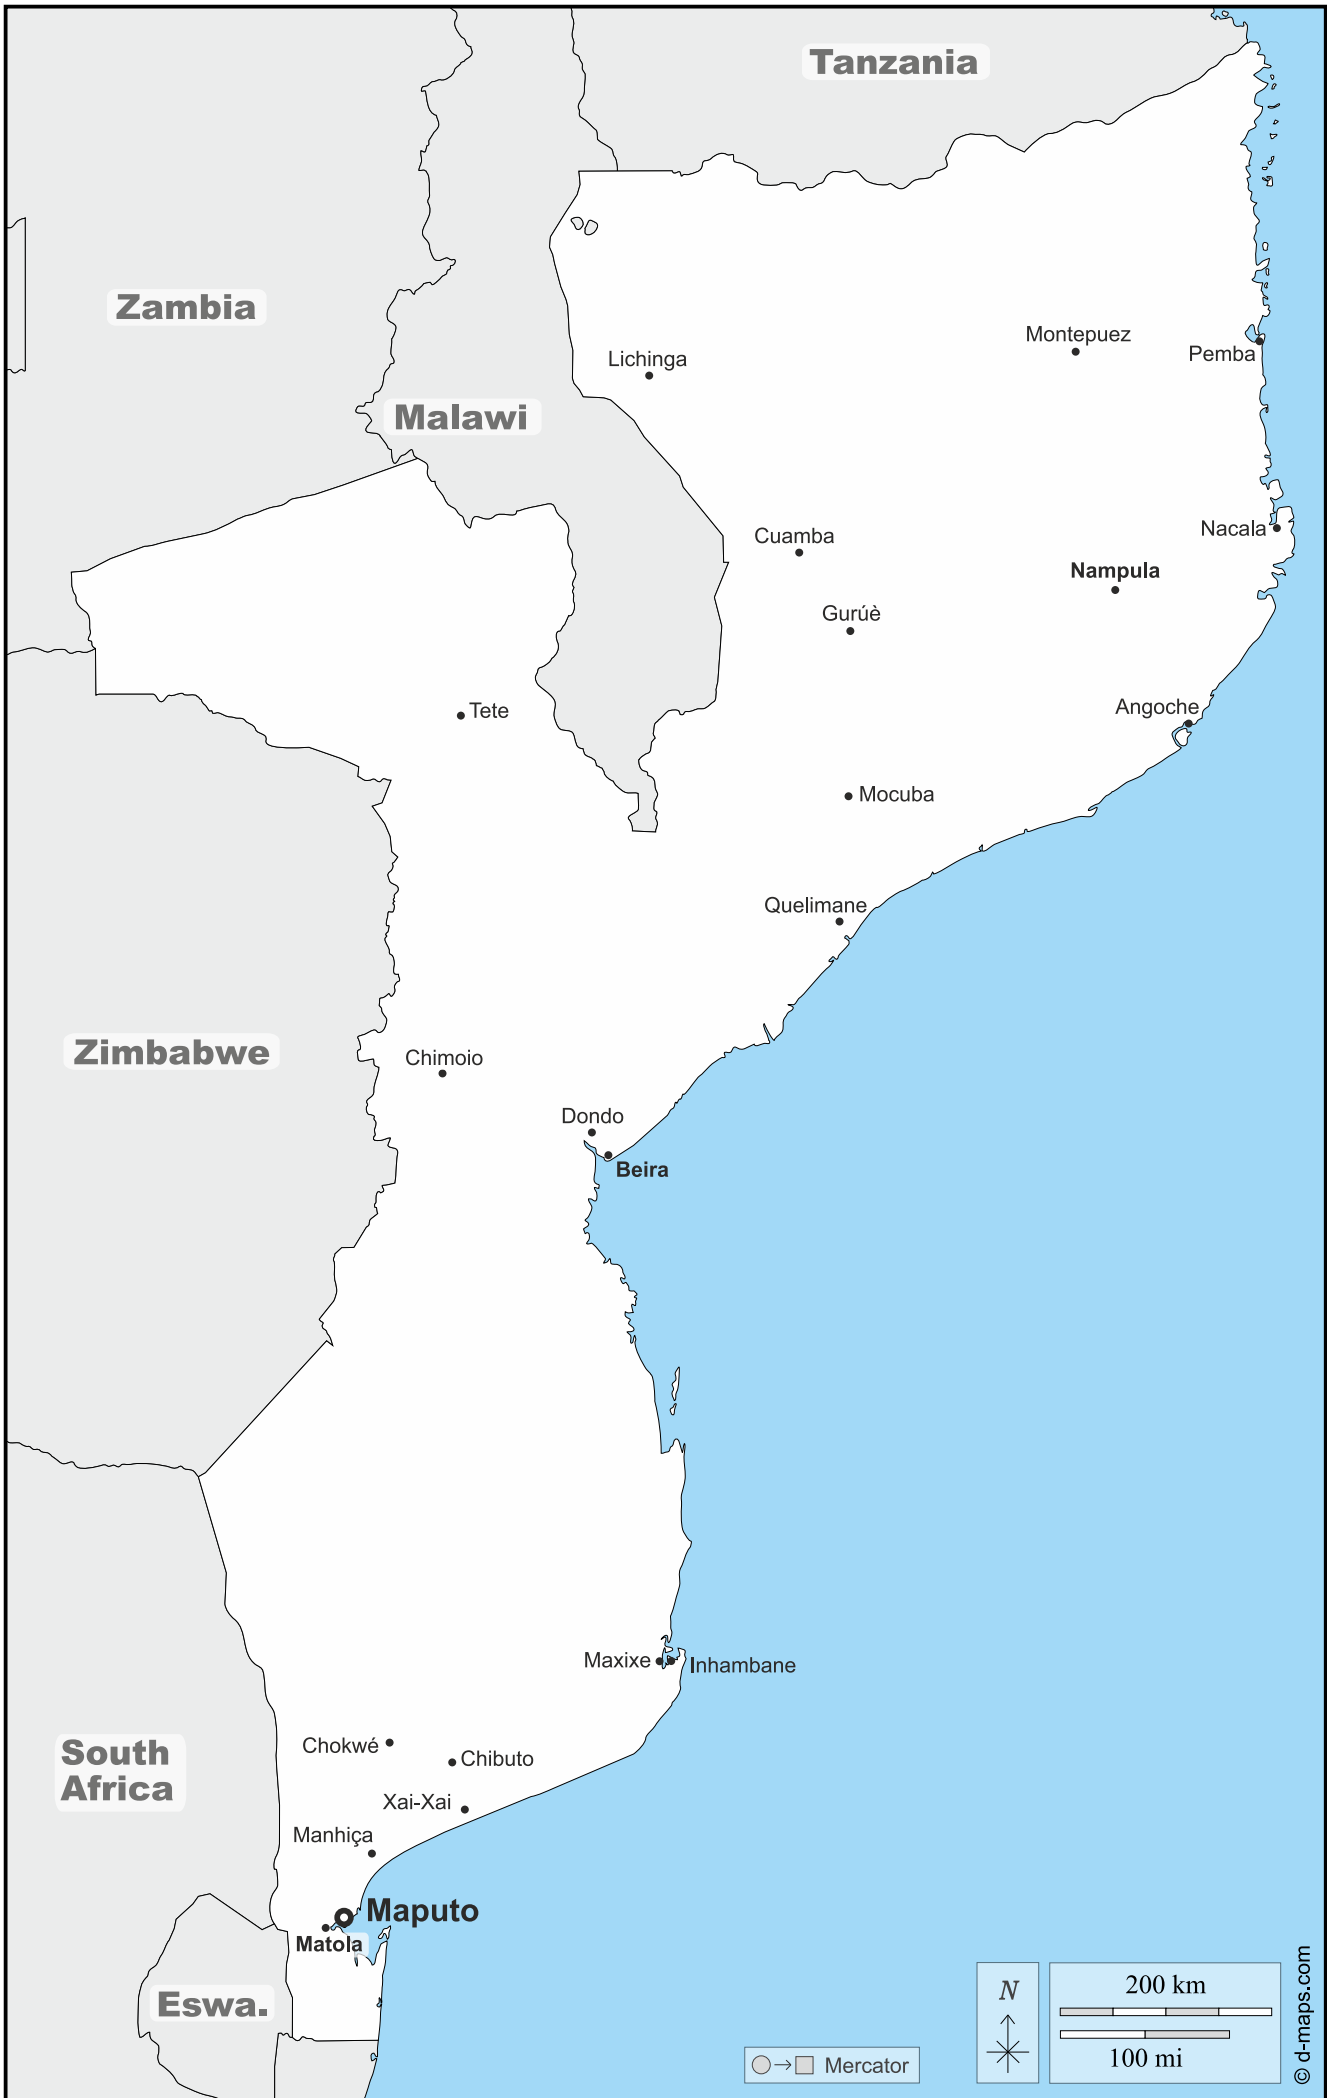 Tanzania
Zambia
Montepuez
Pemba
Lichinga
Malawi
Nacala
Cuamba
Nampula
Gurúè
Angoche
Tete
Mocuba
Quelimane
Zimbabwe
Chimoio
Dondo
Beira
Maxixe
Inhambane
South
Africa
Chokwé
Chibuto
Xai-Xai
Manhiça
Maputo
Matola
Eswa.
N
200 km
100 mi
Mercator
© d-maps.com